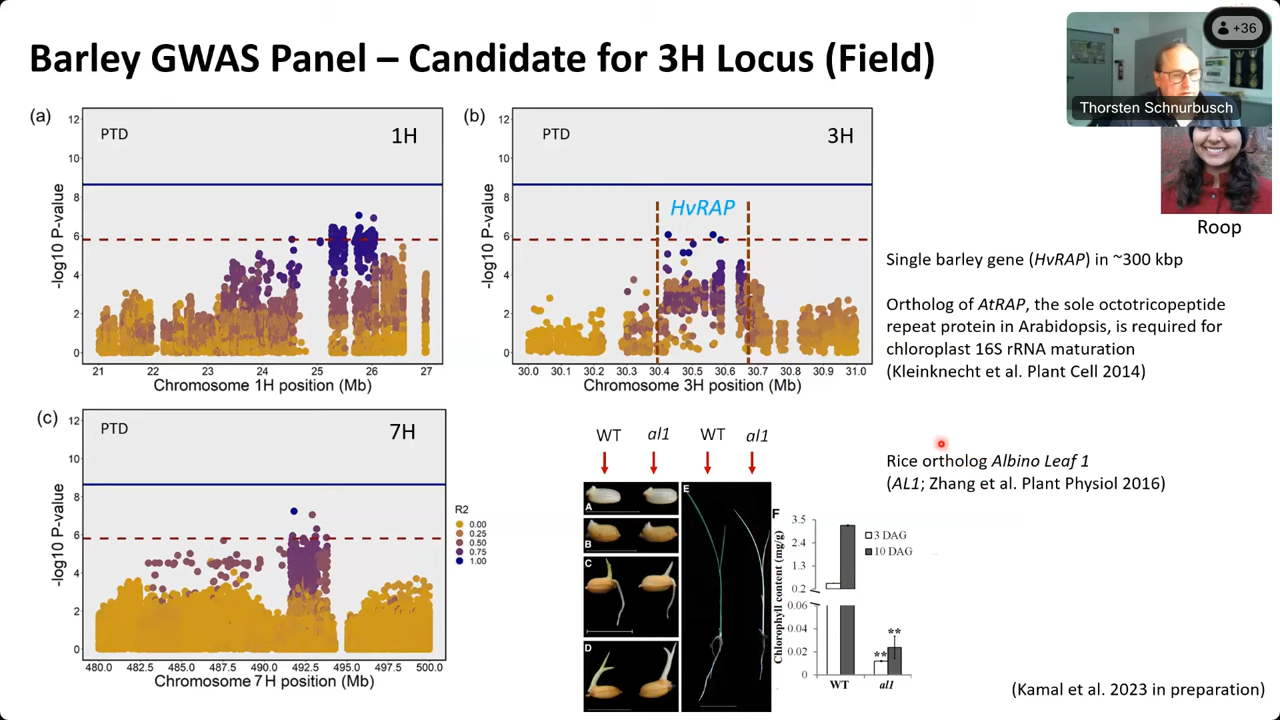 Barley GWAS Panel – Candidate for 3H Locus (Field)
+36
Thorsten Schnurbusch
Roop
(a)
PTD
1H
12
10
8
6
4
2
0
-log10 P-value
21 22 23 24 25 26 27
Chromosome 1H position (Mb)
(b)
PTD
3H
HvRAP
12
10
8
6
4
2
0
-log10 P-value
30.0 30.1 30.2 30.3 30.4 30.5 30.6 30.7 30.8 30.9 31.0
Chromosome 3H position (Mb)
Single barley gene (HvRAP) in ~300 kbp
Ortholog of AtRAP, the sole octotricopeptide
repeat protein in Arabidopsis, is required for
chloroplast 16S rRNA maturation
(Kleinknecht et al. Plant Cell 2014)
(c)
PTD
7H
12
10
8
6
4
2
0
-log10 P-value
480.0 482.5 485.0 487.5 490.0 492.5 495.0 497.5 500.0
Chromosome 7H position (Mb)
R2
0.00
0.25
0.50
0.75
1.00
WT al1 WT al1
A
B
C
D
E
Rice ortholog Albino Leaf 1
(AL1; Zhang et al. Plant Physiol 2016)
F
3.5
2.4
1.3
0.2
0.06
0.04
0.02
0
Chlorophyll content (mg/g)
3 DAG
10 DAG
**
**
WT al1
(Kamal et al. 2023 in preparation)